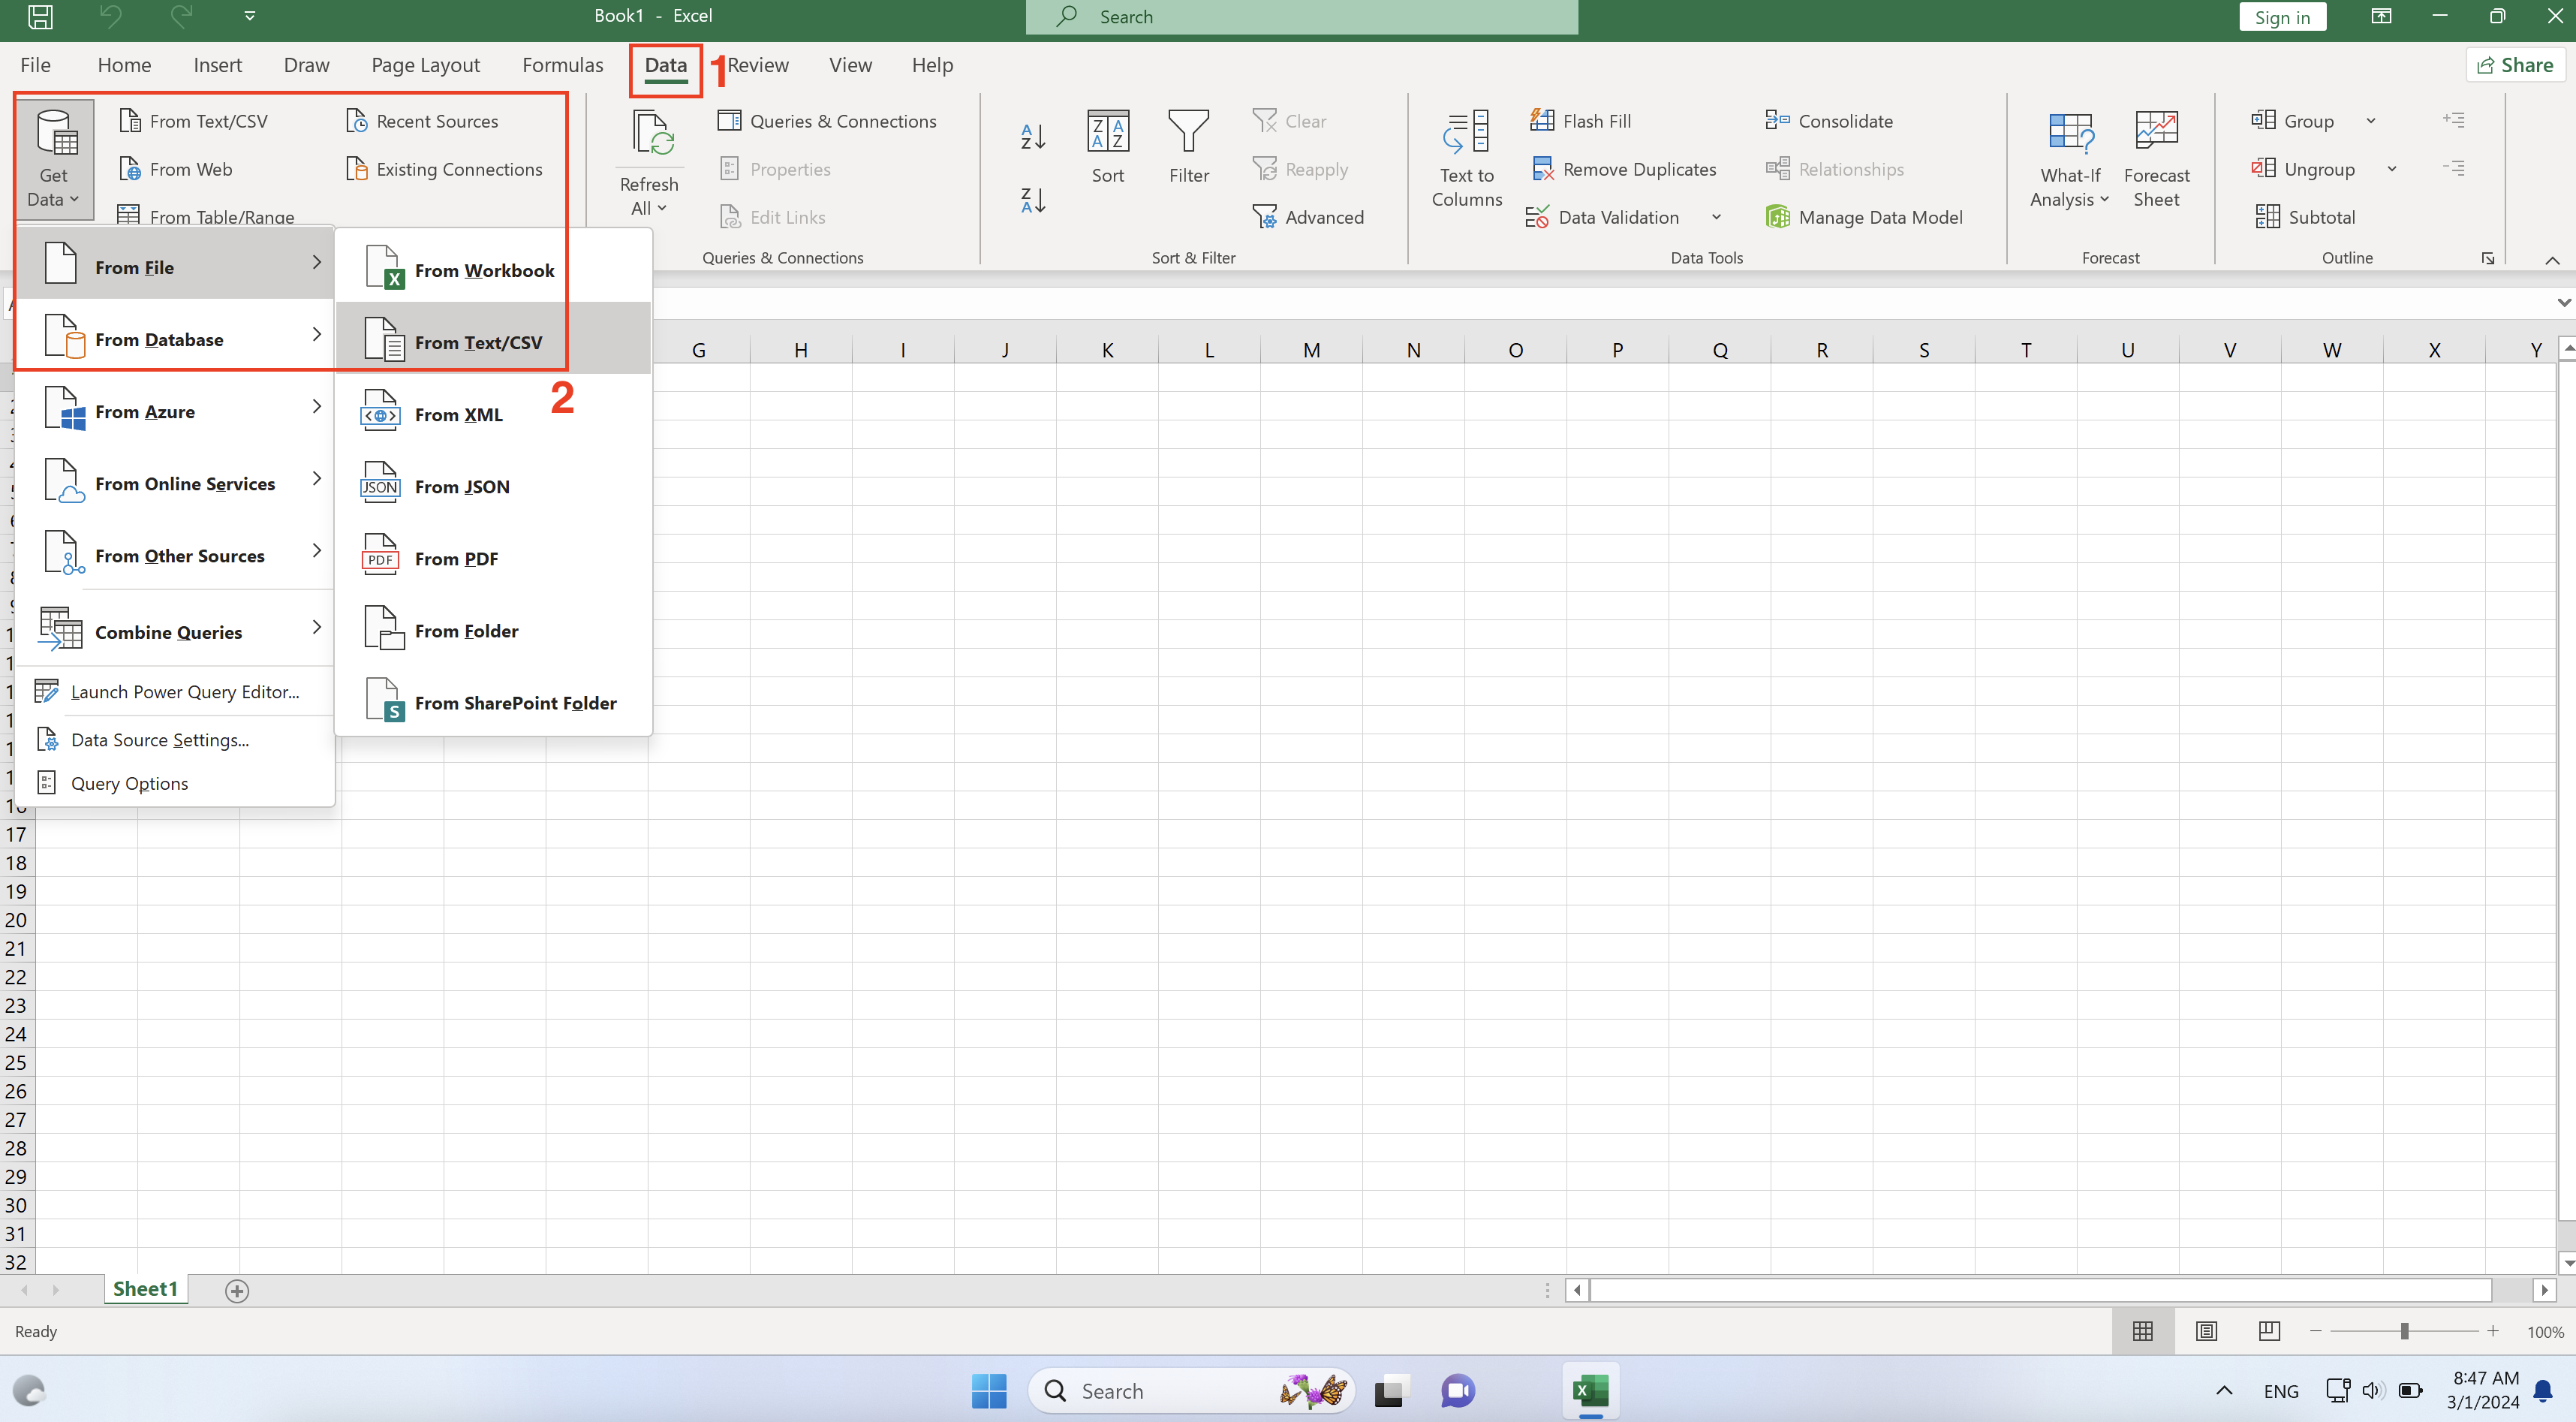 Book1 - Excel
Search
Sign in
File Home Insert Draw Page Layout Formulas Data 1 Review View Help
Share
Get Data
From Text/CSV
From Web
From Table/Range
Recent Sources
Existing Connections
Refresh All
Queries & Connections
Properties
Edit Links
Queries & Connections
Sort
Filter
Clear
Reapply
Advanced
Sort & Filter
Text to Columns
Flash Fill
Remove Duplicates
Data Validation
Consolidate
Relationships
Manage Data Model
Data Tools
What-If Analysis
Forecast Sheet
Forecast
Group
Ungroup
Subtotal
Outline
From File
From Database
From Azure
From Online Services
From Other Sources
Combine Queries
Launch Power Query Editor...
Data Source Settings...
Query Options
From Workbook
From Text/CSV
2
From XML
JSON From JSON
PDF From PDF
From Folder
From SharePoint Folder
G H I J K L M N O P Q R S T U V W X Y
17
18
19
20
21
22
23
24
25
26
27
28
29
30
31
32
Sheet1
Ready
100%
Search
ENG
8:47 AM
3/1/2024